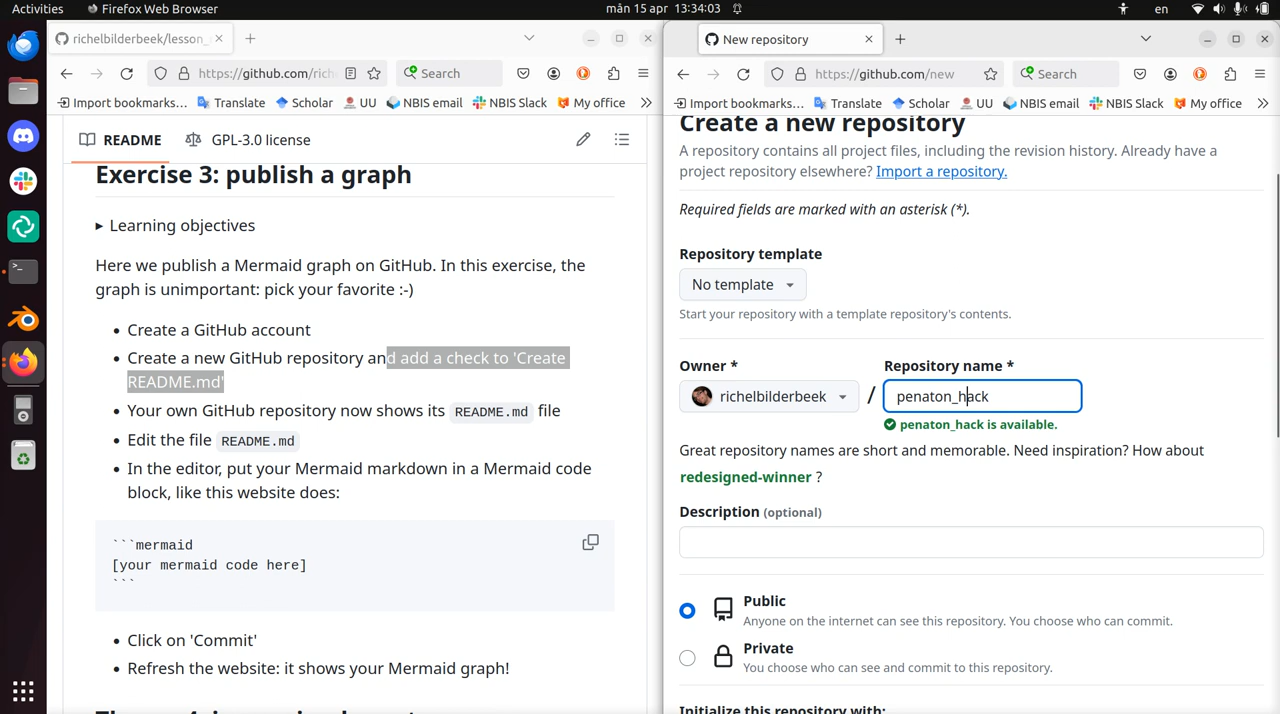 Activities Firefox Web Browser mån 15 apr 13:34:03 en
richelbilderbeek/lesson_
https://github.com/rich Search
Import bookmarks... Translate Scholar UU NBIS email NBIS Slack My office
README GPL-3.0 license
Exercise 3: publish a graph
Learning objectives
Here we publish a Mermaid graph on GitHub. In this exercise, the
graph is unimportant: pick your favorite :-)
• Create a GitHub account
• Create a new GitHub repository and add a check to 'Create
README.md'
• Your own GitHub repository now shows its README.md file
• Edit the file README.md
• In the editor, put your Mermaid markdown in a Mermaid code
block, like this website does:
```mermaid
[your mermaid code here]
```
• Click on 'Commit'
• Refresh the website: it shows your Mermaid graph!
New repository
https://github.com/new Search
Import bookmarks... Translate Scholar UU NBIS email NBIS Slack My office
Create a new repository
A repository contains all project files, including the revision history. Already have a
project repository elsewhere? Import a repository.
Required fields are marked with an asterisk (*).
Repository template
No template
Start your repository with a template repository's contents.
Owner * Repository name *
richelbilderbeek / penaton_hack
penaton_hack is available.
Great repository names are short and memorable. Need inspiration? How about
redesigned-winner ?
Description (optional)
Public
Anyone on the internet can see this repository. You choose who can commit.
Private
You choose who can see and commit to this repository.
Initialize this repository with: